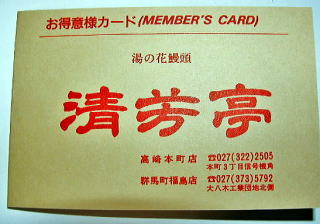 お得意様カード(MEMBER'S CARD)
湯の花饅頭
清芳亭
高崎本町店 ☎027(322)2505
本町3丁目信号機角
群馬町福島店 ☎027(373)5792
大八木工業団地北側